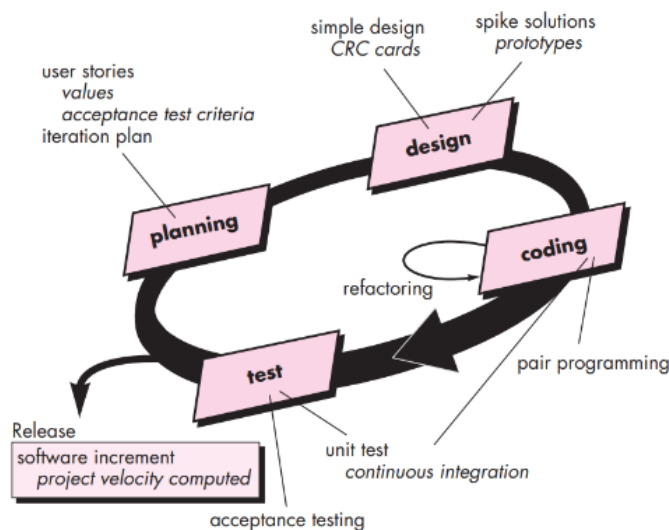 simple design
CRC cards
spike solutions
prototypes
user stories
values
acceptance test criteria
iteration plan
design
planning
coding
refactoring
test
pair programming
Release
software increment
project velocity computed
unit test
continuous integration
acceptance testing